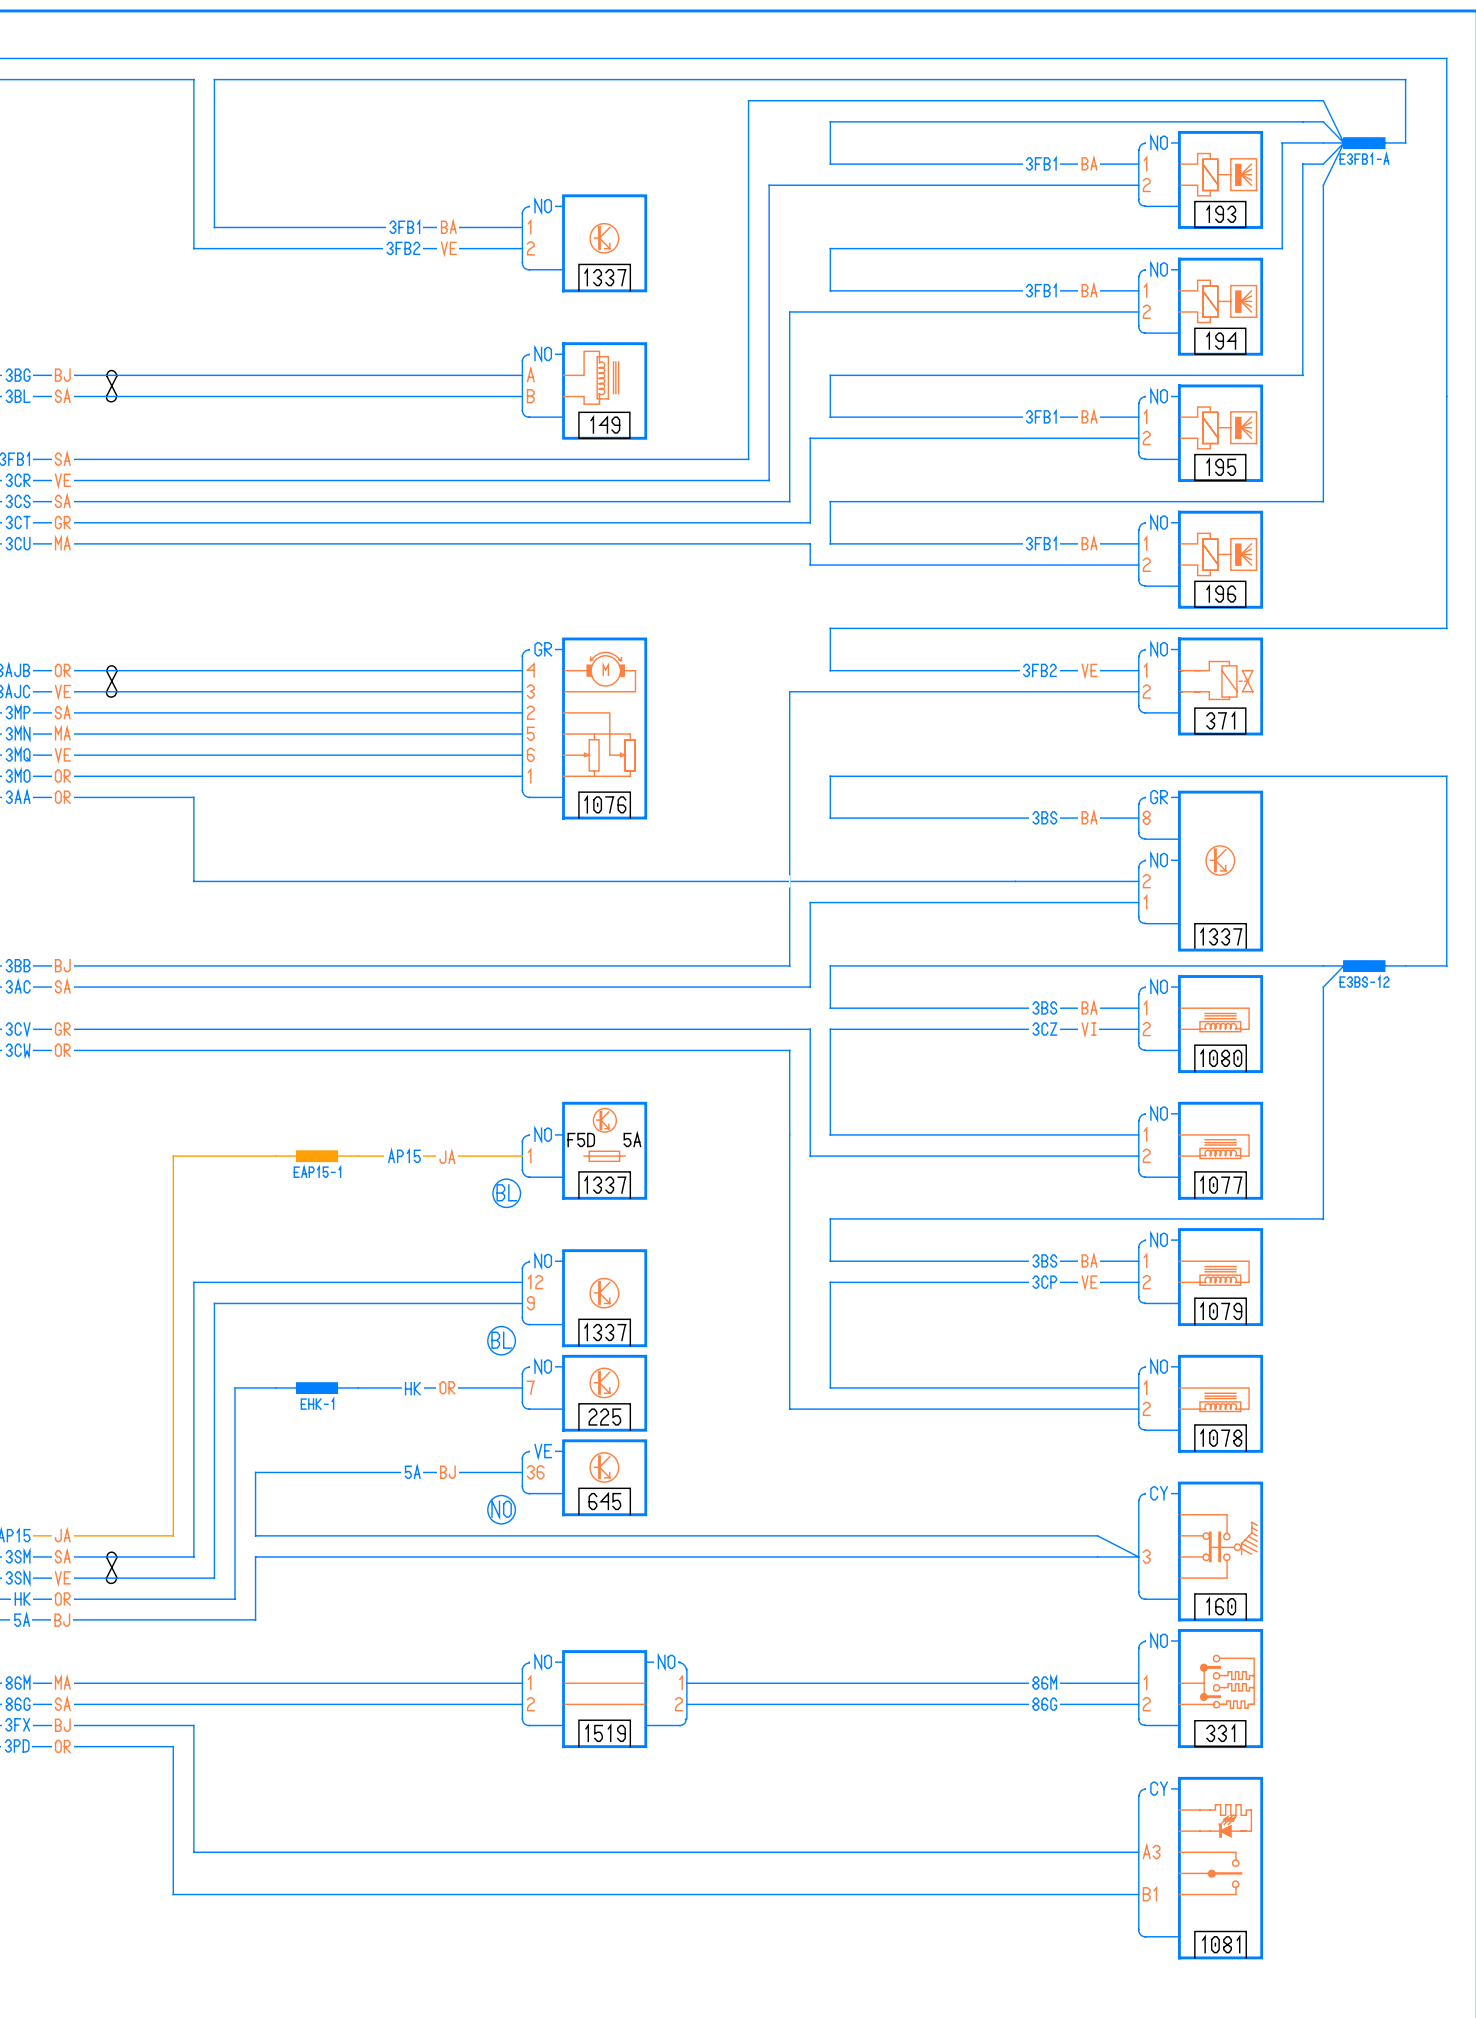 NO
1
2
3FB1 BA
193
E3FB1-A
NO
3FB1 BA 1
3FB2 VE 2
1337
NO
3FB1 BA 1
2
194
NO
3BG BJ A
3BL SA B
149
NO
3FB1 BA 1
2
195
3FB1 SA
3CR VE
3CS SA
3CT GR
3CU MA
NO
3FB1 BA 1
2
196
GR
3AJB OR 4
3AJC VE 3
3MP SA 2
3MN MA 5
3MQ VE 6
3MO OR 1
3AA OR
1076
NO
3FB2 VE 1
2
371
GR
3BS BA 8
NO
2
1
1337
3BB BJ
3AC SA
3CV GR
3CW OR
E3BS-12
NO
3BS BA 1
3CZ VI 2
1080
NO
1
2
1077
NO
F5D 5A
EAP15-1 AP15 JA 1
1337
BL
NO
3BS BA 1
3CP VE 2
1079
NO
12
9
1337
BL
NO
EHK-1 HK OR 7
225
NO
1
2
1078
VE
5A BJ 36
645
NO
CY
3
160
AP15 JA
3SM SA
3SN VE
HK OR
5A BJ
NO NO
86M MA 1 1
86G SA 2 2
1519
3FX BJ
3PD OR
NO
86M 1
86G 2
331
CY
A3
B1
1081